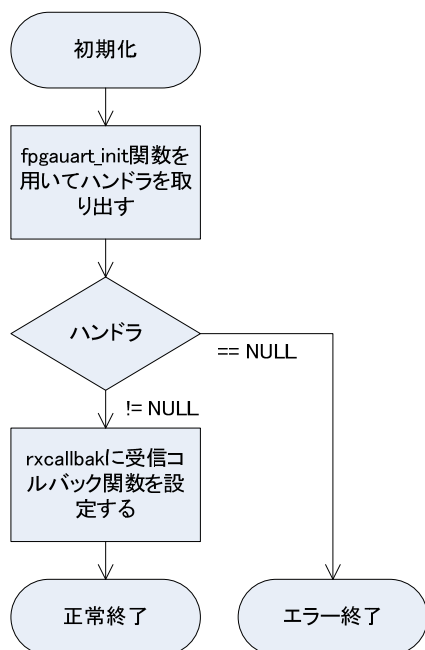 初期化
fpgauart_init関数を
用いてハンドラを取
り出す
ハンドラ
== NULL
!= NULL
rxcallbakに受信コ
ルバック関数を設
定する
正常終了
エラー終了